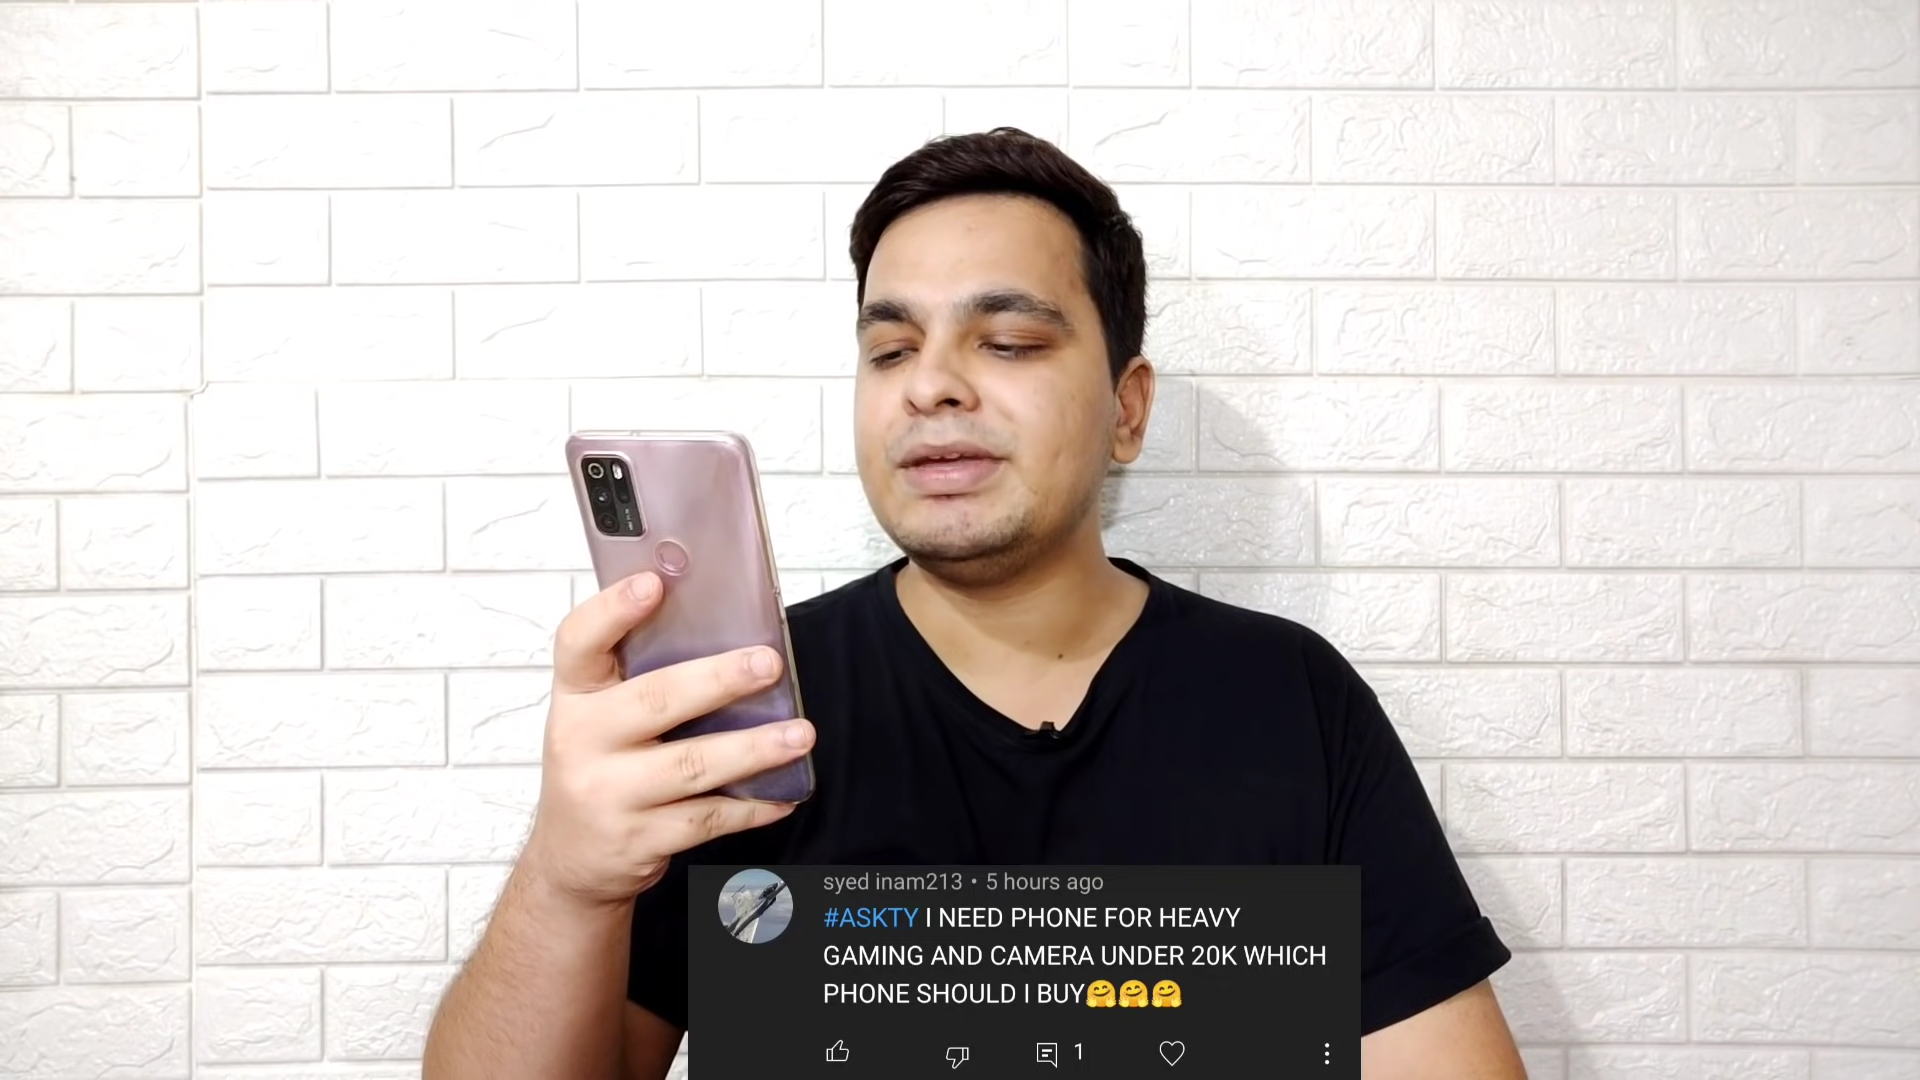 syed inam213 • 5 hours ago
#ASKTY I NEED PHONE FOR HEAVY
GAMING AND CAMERA UNDER 20K WHICH
PHONE SHOULD I BUY🤗🤗🤗
1